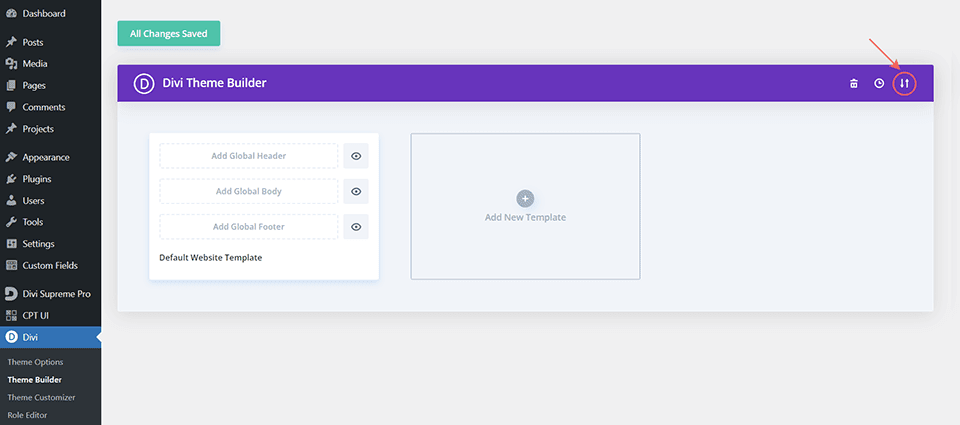 Dashboard
Posts
Media
Pages
Comments
Projects
Appearance
Plugins
Users
Tools
Settings
Custom Fields
Divi Supreme Pro
CPT UI
Divi
Theme Options
Theme Builder
Theme Customizer
Role Editor
All Changes Saved
D Divi Theme Builder
Add Global Header
Add Global Body
Add Global Footer
Default Website Template
Add New Template